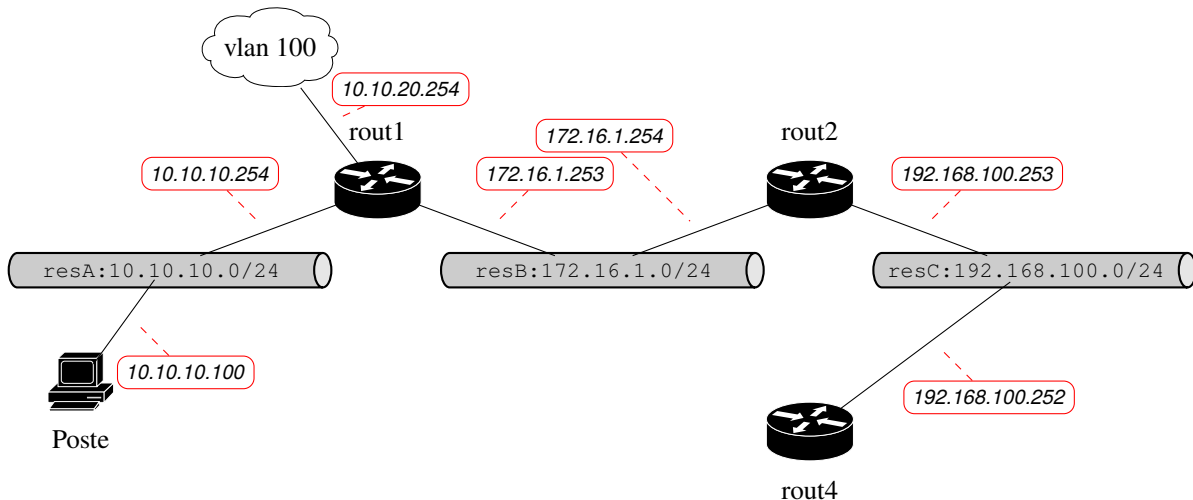 vlan 100
10.10.20.254
rout1
172.16.1.254
rout2
10.10.10.254
172.16.1.253
192.168.100.253
resA:10.10.10.0/24
resB:172.16.1.0/24
resC:192.168.100.0/24
10.10.10.100
192.168.100.252
Poste
rout4